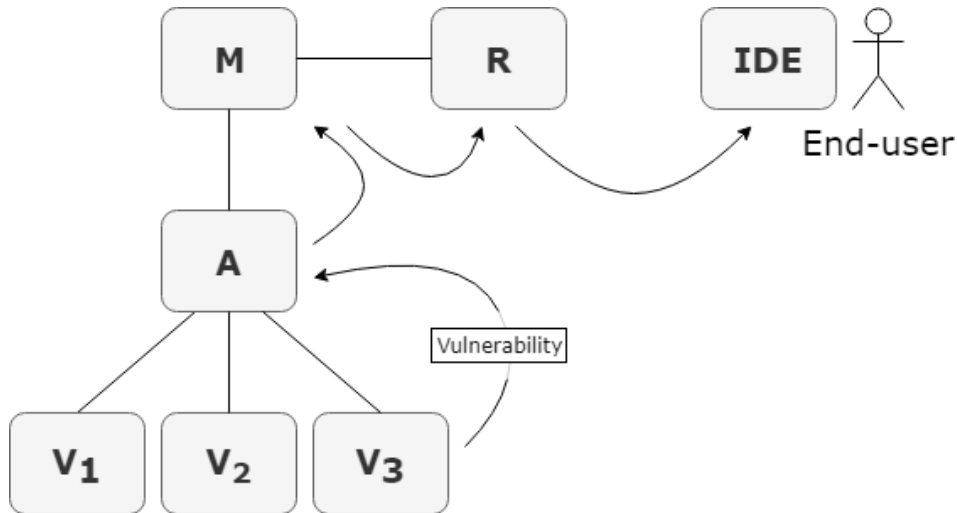 M
R
IDE
End-user
A
Vulnerability
V₁
V₂
V₃